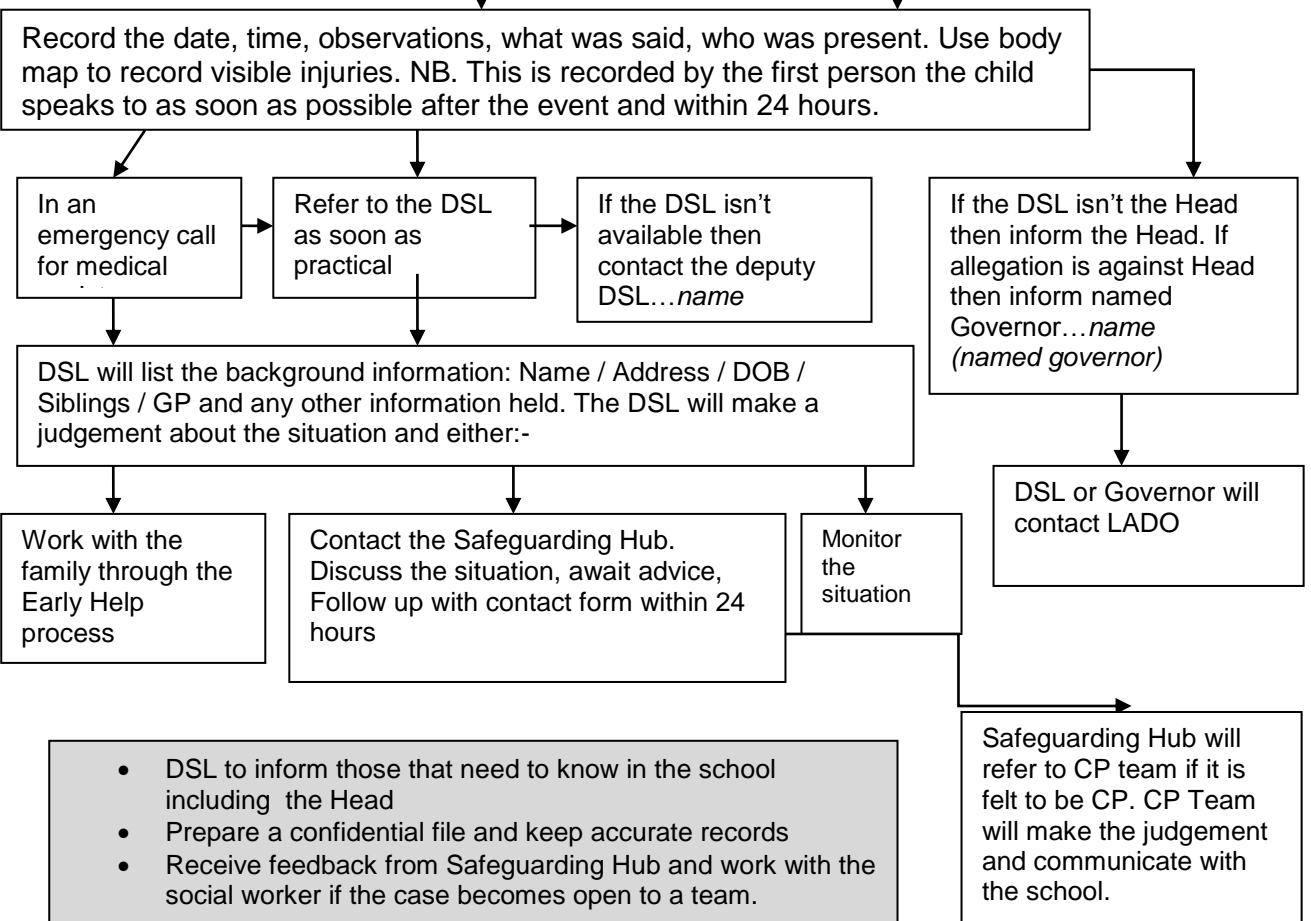 Record the date, time, observations, what was said, who was present. Use body
map to record visible injuries. NB. This is recorded by the first person the child
speaks to as soon as possible after the event and within 24 hours.
In an
emergency call
for medical
Refer to the DSL
as soon as
practical
If the DSL isn’t
available then
contact the deputy
DSL…name
If the DSL isn’t the Head
then inform the Head. If
allegation is against Head
then inform named
Governor…name
(named governor)
DSL will list the background information: Name / Address / DOB /
Siblings / GP and any other information held. The DSL will make a
judgement about the situation and either:-
DSL or Governor will
contact LADO
Work with the
family through the
Early Help
process
Contact the Safeguarding Hub.
Discuss the situation, await advice,
Follow up with contact form within 24
hours
Monitor
the
situation
Safeguarding Hub will
refer to CP team if it is
felt to be CP. CP Team
will make the judgement
and communicate with
the school.
• DSL to inform those that need to know in the school
including the Head
• Prepare a confidential file and keep accurate records
• Receive feedback from Safeguarding Hub and work with the
social worker if the case becomes open to a team.